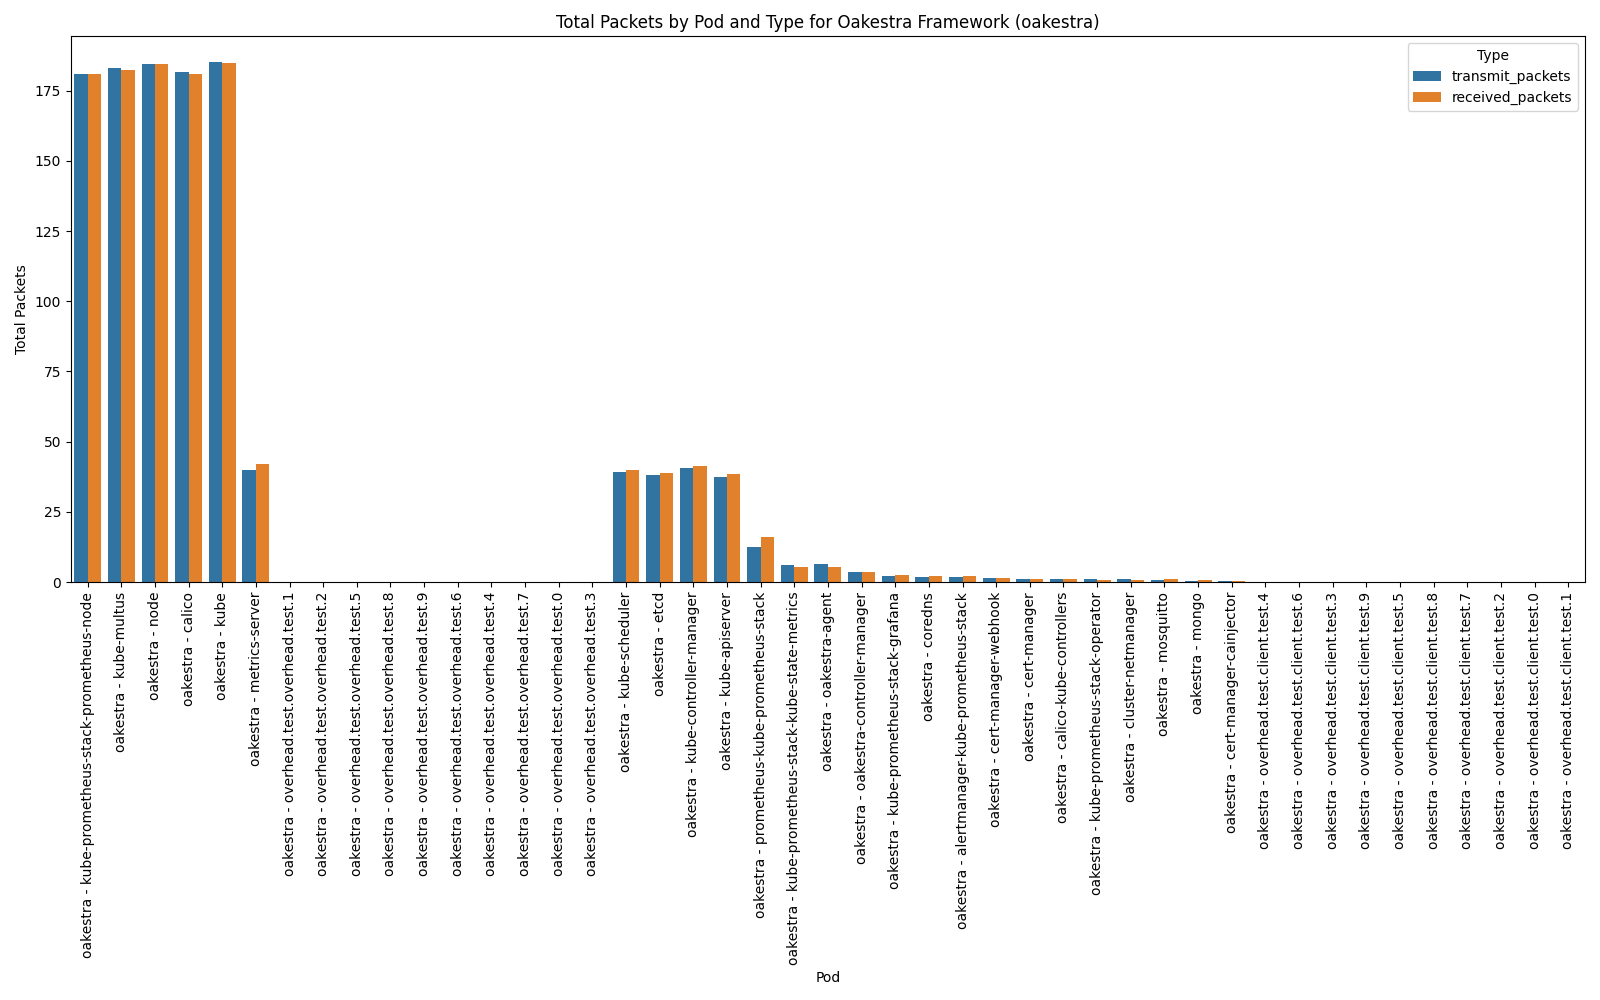 Total Packets by Pod and Type for Oakestra Framework (oakestra)
Type
transmit_packets
received_packets
Total Packets
175
150
125
100
75
50
25
0
oakestra - kube-prometheus-stack-prometheus-node
oakestra - kube-multus
oakestra - node
oakestra - calico
oakestra - kube
oakestra - metrics-server
oakestra - overhead.test.overhead.test.1
oakestra - overhead.test.overhead.test.2
oakestra - overhead.test.overhead.test.5
oakestra - overhead.test.overhead.test.8
oakestra - overhead.test.overhead.test.9
oakestra - overhead.test.overhead.test.6
oakestra - overhead.test.overhead.test.4
oakestra - overhead.test.overhead.test.7
oakestra - overhead.test.overhead.test.0
oakestra - overhead.test.overhead.test.3
oakestra - kube-scheduler
oakestra - etcd
oakestra - kube-controller-manager
oakestra - kube-apiserver
oakestra - prometheus-kube-prometheus-stack
oakestra - kube-prometheus-stack-kube-state-metrics
oakestra - oakestra-agent
oakestra - oakestra-controller-manager
oakestra - kube-prometheus-stack-grafana
oakestra - coredns
oakestra - alertmanager-kube-prometheus-stack
oakestra - cert-manager-webhook
oakestra - cert-manager
oakestra - calico-kube-controllers
oakestra - kube-prometheus-stack-operator
oakestra - cluster-netmanager
oakestra - mosquitto
oakestra - mongo
oakestra - cert-manager-cainjector
oakestra - overhead.test.client.test.4
oakestra - overhead.test.client.test.6
oakestra - overhead.test.client.test.3
oakestra - overhead.test.client.test.9
oakestra - overhead.test.client.test.5
oakestra - overhead.test.client.test.8
oakestra - overhead.test.client.test.7
oakestra - overhead.test.client.test.2
oakestra - overhead.test.client.test.0
oakestra - overhead.test.client.test.1
Pod